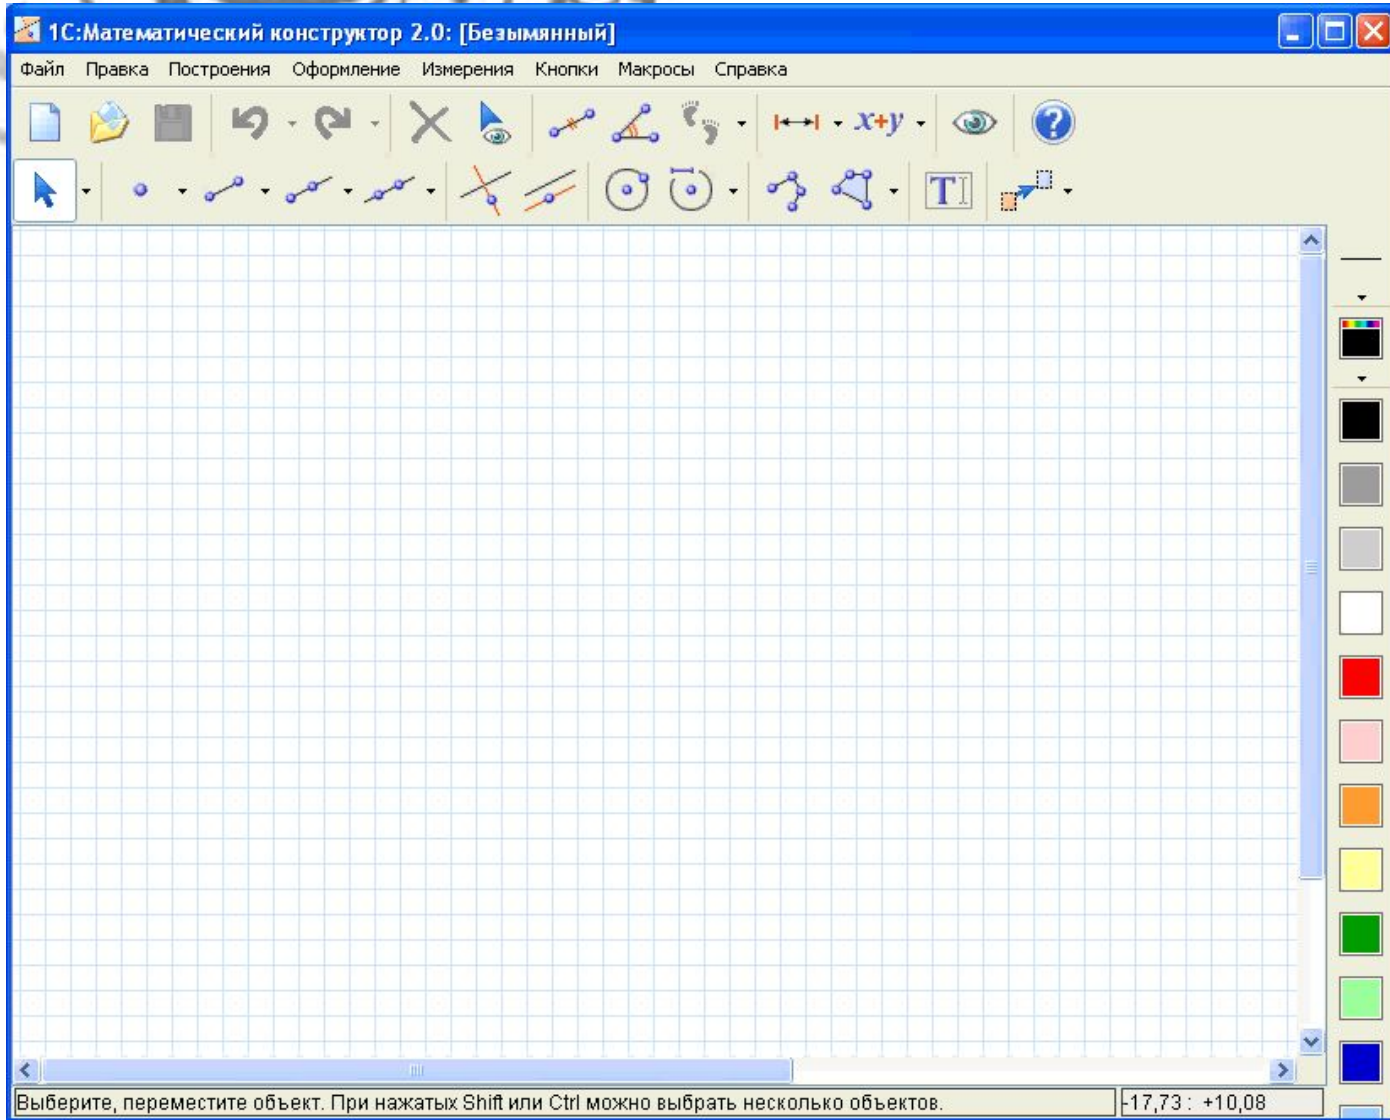 1С:Математический конструктор 2.0: [Безымянный]
Файл Правка Построения Оформление Измерения Кнопки Макросы Справка
x+y
T
Выберите, переместите объект. При нажатых Shift или Ctrl можно выбрать несколько объектов.
-17,73 : +10,08